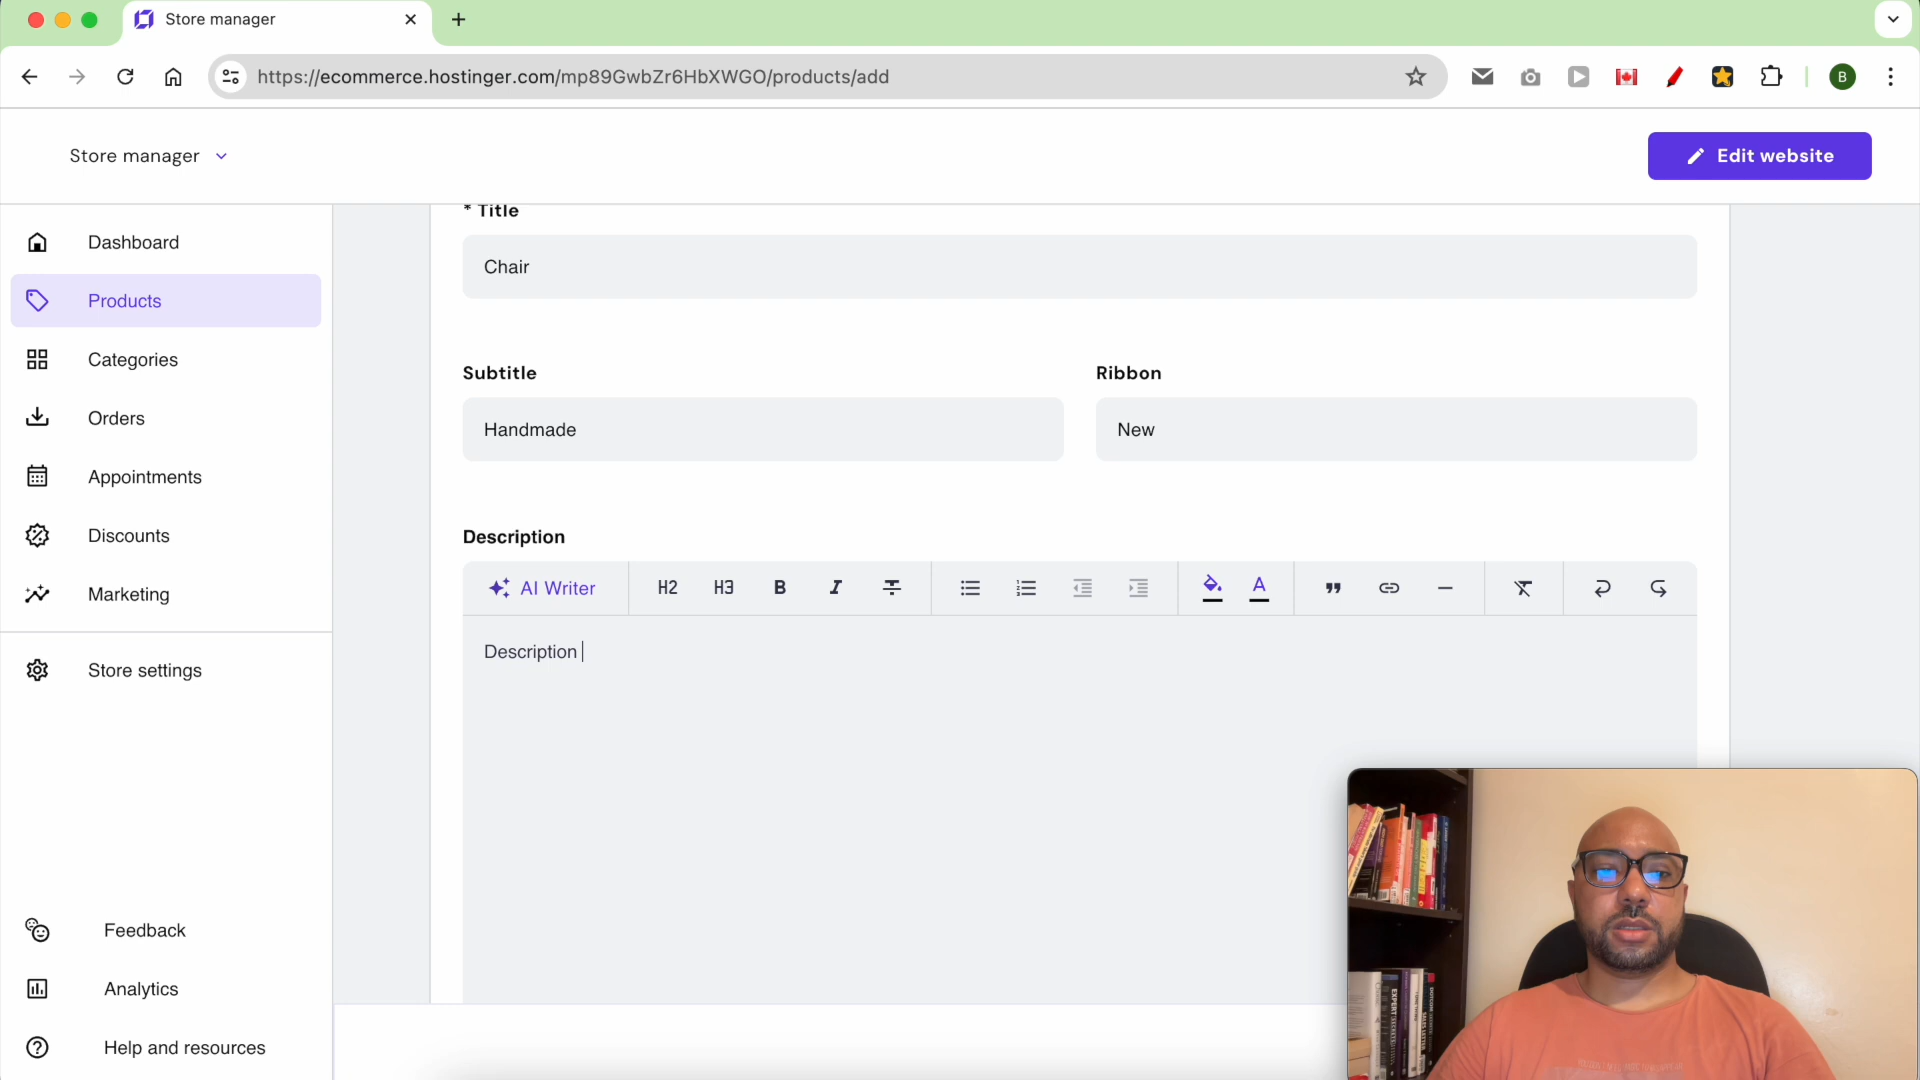 Store manager
https://ecommerce.hostinger.com/mp89GwbZr6HbXWGO/products/add
B
Store manager
Edit website
Dashboard
Products
Categories
Orders
Appointments
Discounts
Marketing
Store settings
Feedback
Analytics
Help and resources
* Title
Chair
Subtitle
Ribbon
Handmade
New
Description
AI Writer
H2
H3
B
I
A
Description
EXPERT